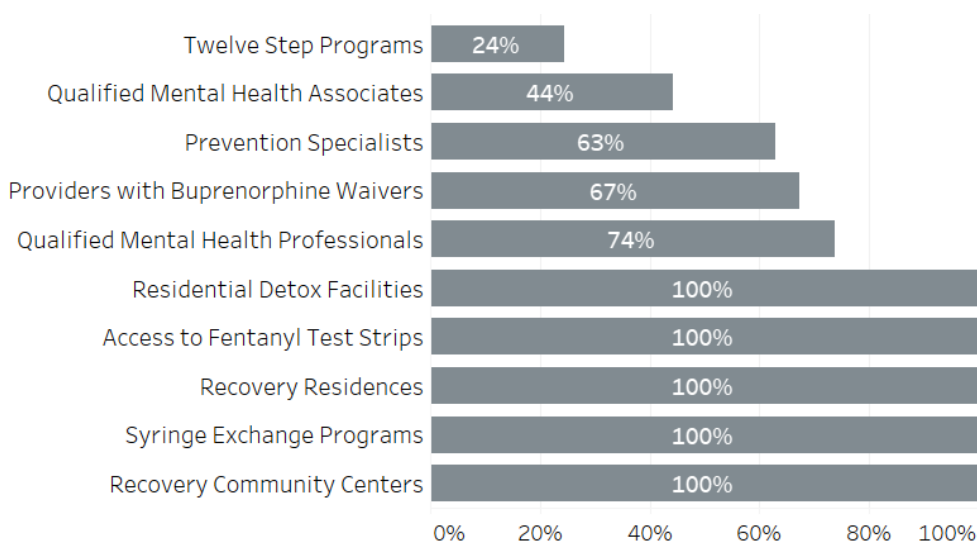 Twelve Step Programs 24%
Qualified Mental Health Associates 44%
Prevention Specialists 63%
Providers with Buprenorphine Waivers 67%
Qualified Mental Health Professionals 74%
Residential Detox Facilities 100%
Access to Fentanyl Test Strips 100%
Recovery Residences 100%
Syringe Exchange Programs 100%
Recovery Community Centers 100%
0% 20% 40% 60% 80% 100%